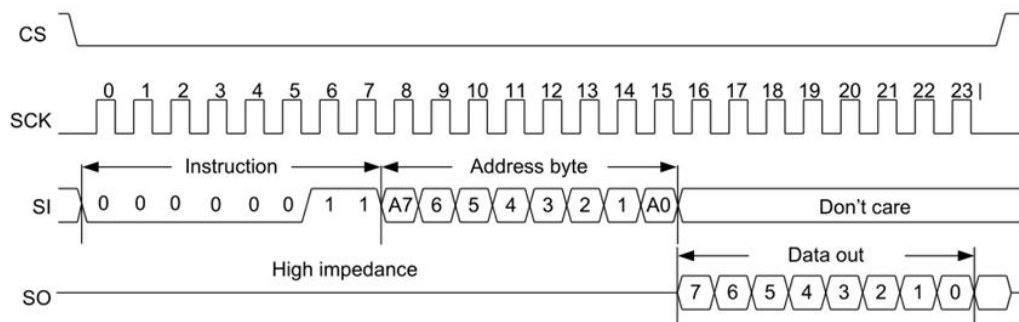 CS
0 1 2 3 4 5 6 7 8 9 10 11 12 13 14 15 16 17 18 19 20 21 22 23
SCK
Instruction Address byte
SI 0 0 0 0 0 0 1 1 A7 6 5 4 3 2 1 A0 Don't care
High impedance Data out
SO 7 6 5 4 3 2 1 0